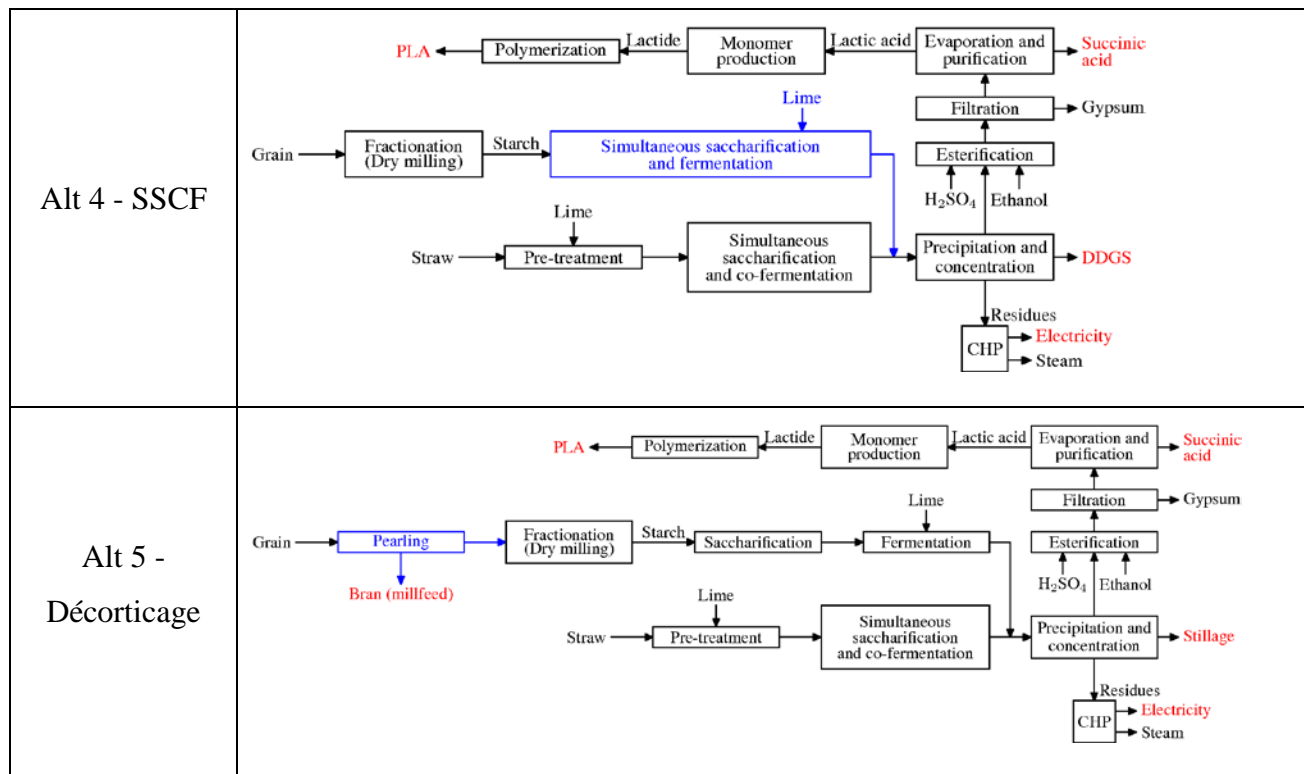 Alt 4 - SSCF
PLA
Polymerization
Lactide
Monomer
production
Lactic acid
Evaporation and
purification
Succinic
acid
Lime
Filtration
Gypsum
Grain
Fractionation
(Dry milling)
Starch
Simultaneous saccharification
and fermentation
Esterification
H₂SO₄
Ethanol
Lime
Straw
Pre-treatment
Simultaneous
saccharification
and co-fermentation
Precipitation and
concentration
DDGS
Residues
CHP
Electricity
Steam
Alt 5 -
Décorticage
PLA
Polymerization
Lactide
Monomer
production
Lactic acid
Evaporation and
purification
Succinic
acid
Lime
Filtration
Gypsum
Grain
Pearling
Fractionation
(Dry milling)
Starch
Saccharification
Fermentation
Esterification
Bran (millfeed)
H₂SO₄
Ethanol
Lime
Straw
Pre-treatment
Simultaneous
saccharification
and co-fermentation
Precipitation and
concentration
Stillage
Residues
CHP
Electricity
Steam